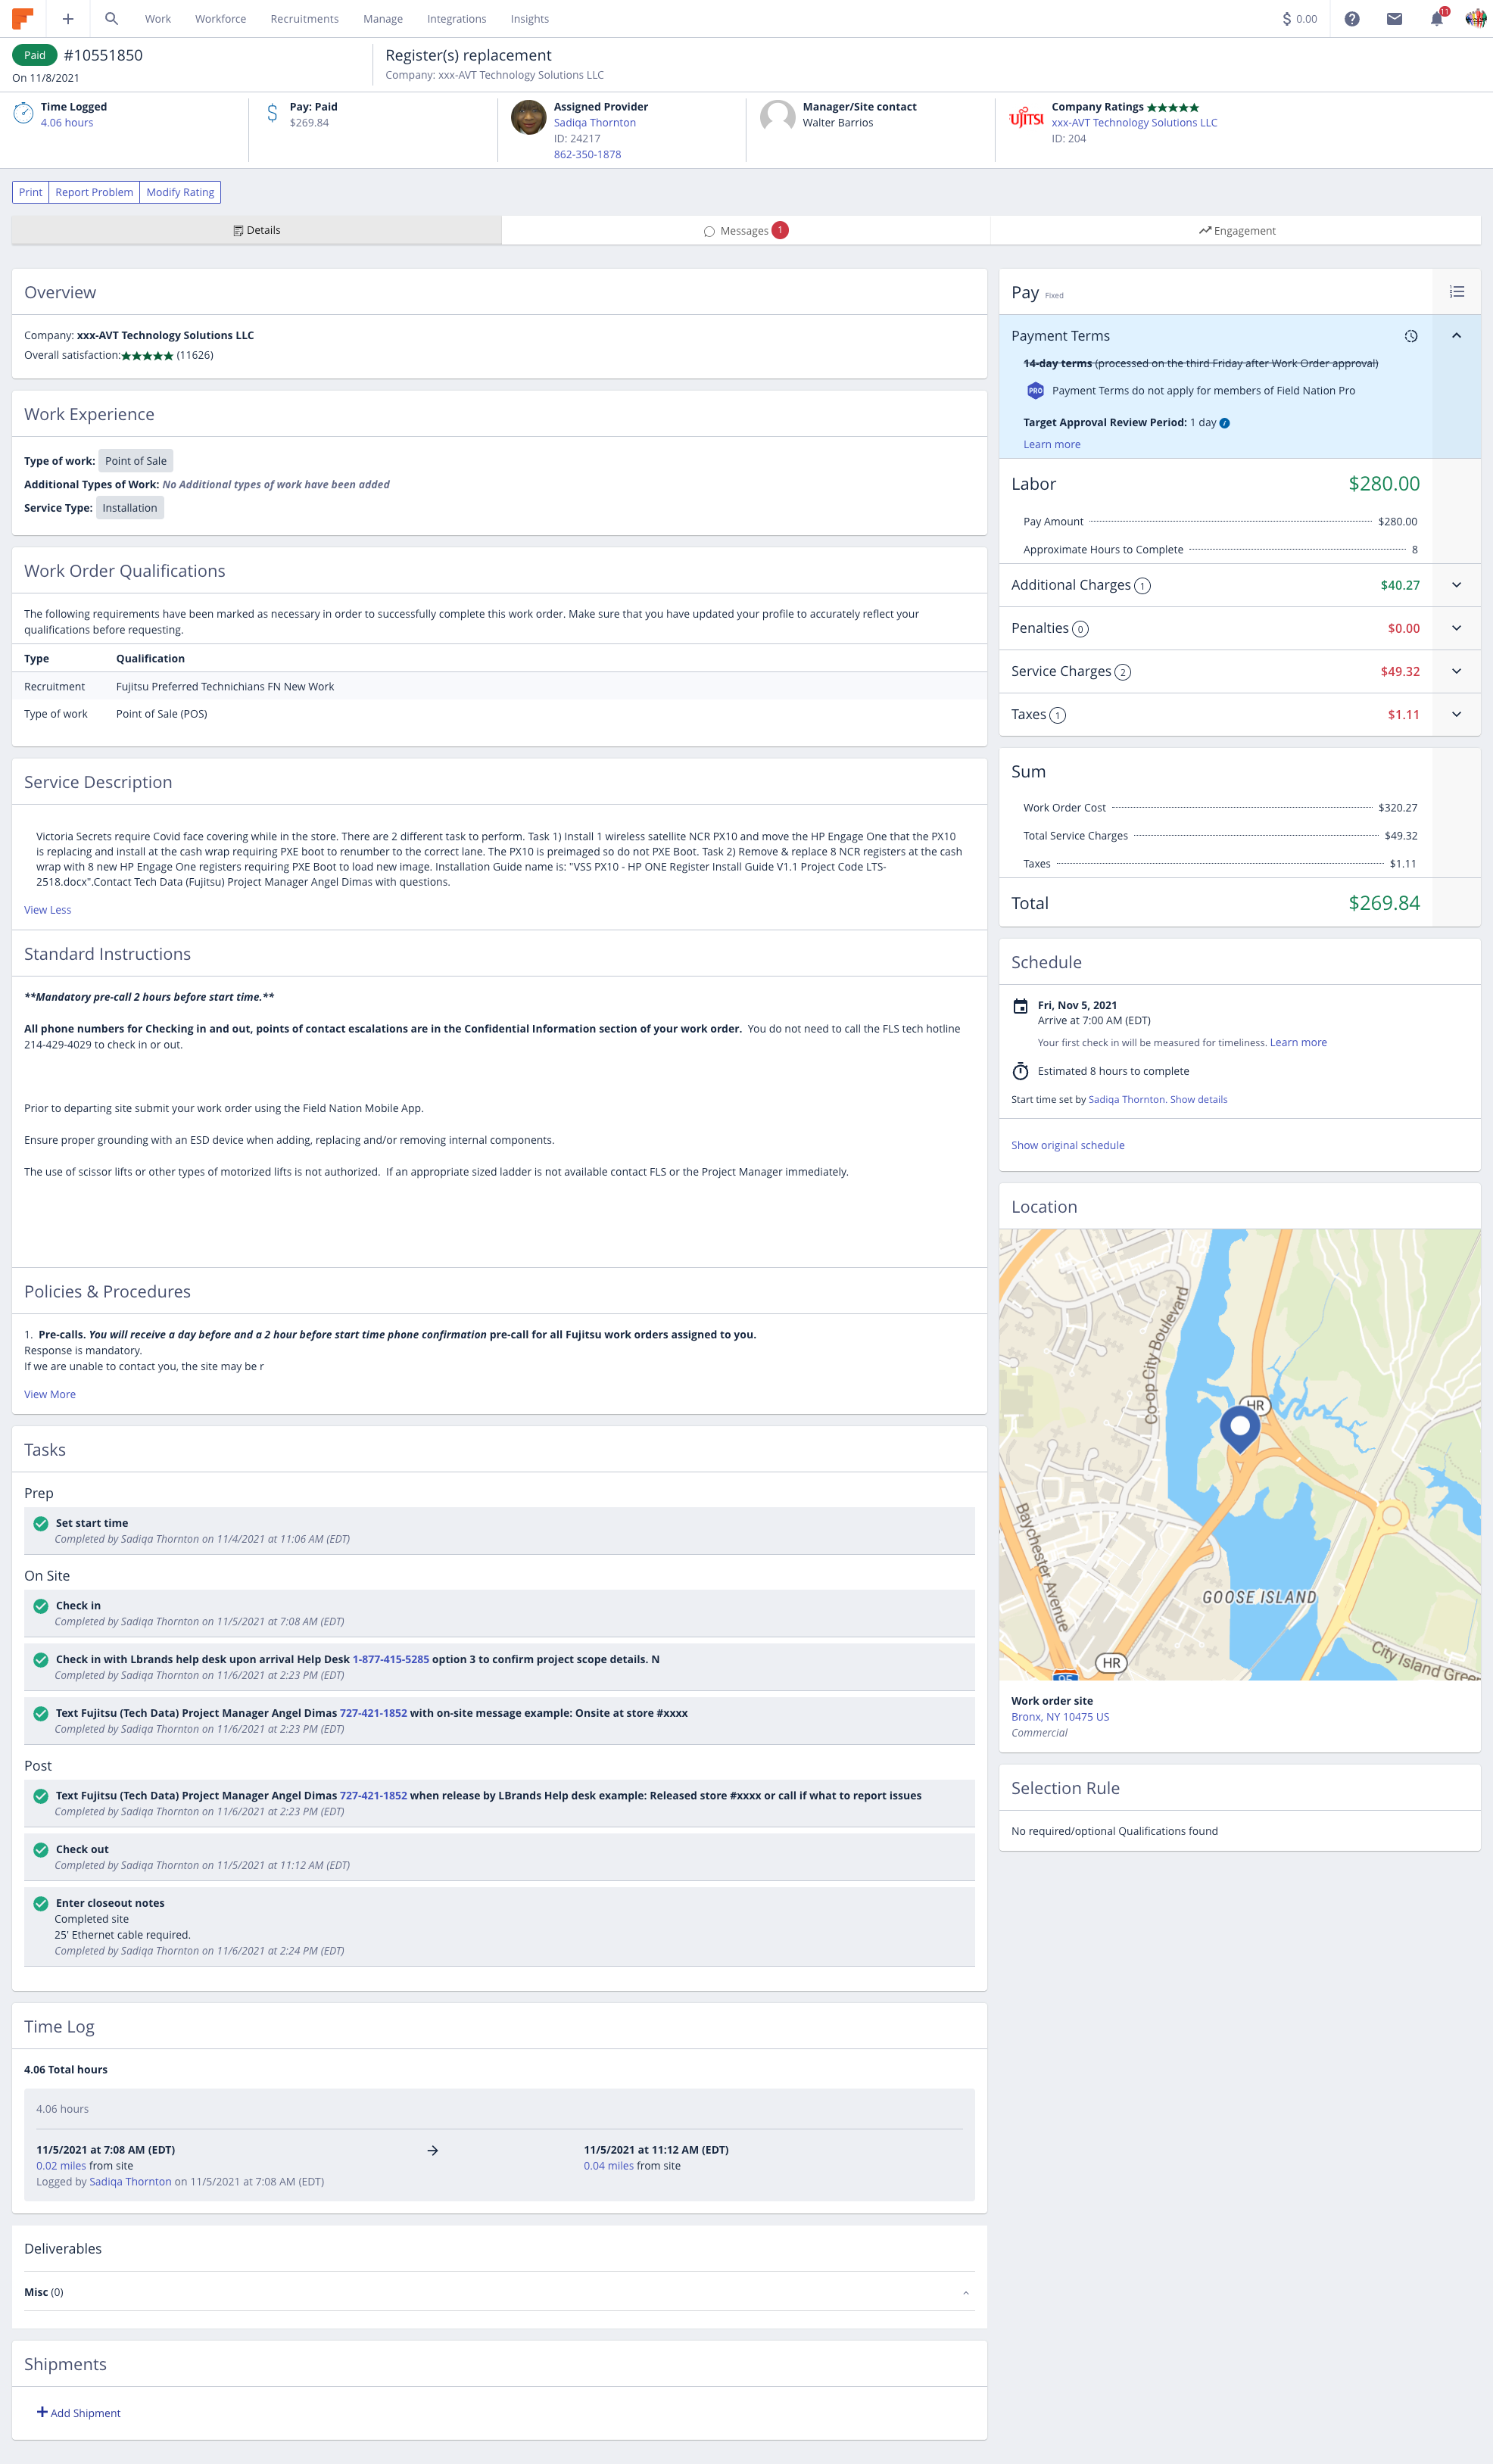 Work Workforce Recruitments Manage Integrations Insights $ 0.00 11
Paid #10551850
On 11/8/2021
Register(s) replacement
Company: xxx-AVT Technology Solutions LLC
Time Logged
4.06 hours
Pay: Paid
$269.84
Assigned Provider
Sadiqa Thornton
ID: 24217
862-350-1878
Manager/Site contact
Walter Barrios
UJITSU
Company Ratings ★★★★★
xxx-AVT Technology Solutions LLC
ID: 204
Print Report Problem Modify Rating
Details Messages 1 Engagement
Overview
Company: xxx-AVT Technology Solutions LLC
Overall satisfaction:★★★★★ (11626)
Work Experience
Type of work: Point of Sale
Additional Types of Work: No Additional types of work have been added
Service Type: Installation
Work Order Qualifications
The following requirements have been marked as necessary in order to successfully complete this work order. Make sure that you have updated your profile to accurately reflect your
qualifications before requesting.
Type Qualification
Recruitment Fujitsu Preferred Technichians FN New Work
Type of work Point of Sale (POS)
Service Description
Victoria Secrets require Covid face covering while in the store. There are 2 different task to perform. Task 1) Install 1 wireless satellite NCR PX10 and move the HP Engage One that the PX10
is replacing and install at the cash wrap requiring PXE boot to renumber to the correct lane. The PX10 is preimaged so do not PXE Boot. Task 2) Remove & replace 8 NCR registers at the cash
wrap with 8 new HP Engage One registers requiring PXE Boot to load new image. Installation Guide name is: "VSS PX10 - HP ONE Register Install Guide V1.1 Project Code LTS-
2518.docx".Contact Tech Data (Fujitsu) Project Manager Angel Dimas with questions.
View Less
Standard Instructions
**Mandatory pre-call 2 hours before start time.**
All phone numbers for Checking in and out, points of contact escalations are in the Confidential Information section of your work order. You do not need to call the FLS tech hotline
214-429-4029 to check in or out.
Prior to departing site submit your work order using the Field Nation Mobile App.
Ensure proper grounding with an ESD device when adding, replacing and/or removing internal components.
The use of scissor lifts or other types of motorized lifts is not authorized. If an appropriate sized ladder is not available contact FLS or the Project Manager immediately.
Policies & Procedures
1. Pre-calls. You will receive a day before and a 2 hour before start time phone confirmation pre-call for all Fujitsu work orders assigned to you.
Response is mandatory.
If we are unable to contact you, the site may be r
View More
Tasks
Prep
Set start time
Completed by Sadiqa Thornton on 11/4/2021 at 11:06 AM (EDT)
On Site
Check in
Completed by Sadiqa Thornton on 11/5/2021 at 7:08 AM (EDT)
Check in with Lbrands help desk upon arrival Help Desk 1-877-415-5285 option 3 to confirm project scope details. N
Completed by Sadiqa Thornton on 11/6/2021 at 2:23 PM (EDT)
Text Fujitsu (Tech Data) Project Manager Angel Dimas 727-421-1852 with on-site message example: Onsite at store #xxxx
Completed by Sadiqa Thornton on 11/6/2021 at 2:23 PM (EDT)
Post
Text Fujitsu (Tech Data) Project Manager Angel Dimas 727-421-1852 when release by LBrands Help desk example: Released store #xxxx or call if what to report issues
Completed by Sadiqa Thornton on 11/6/2021 at 2:23 PM (EDT)
Check out
Completed by Sadiqa Thornton on 11/5/2021 at 11:12 AM (EDT)
Enter closeout notes
Completed site
25' Ethernet cable required.
Completed by Sadiqa Thornton on 11/6/2021 at 2:24 PM (EDT)
Time Log
4.06 Total hours
4.06 hours
11/5/2021 at 7:08 AM (EDT) → 11/5/2021 at 11:12 AM (EDT)
0.02 miles from site 0.04 miles from site
Logged by Sadiqa Thornton on 11/5/2021 at 7:08 AM (EDT)
Deliverables
Misc (0)
Shipments
+ Add Shipment
Pay Fixed
Payment Terms
14-day terms (processed on the third Friday after Work Order approval)
PRO Payment Terms do not apply for members of Field Nation Pro
Target Approval Review Period: 1 day
Learn more
Labor $280.00
Pay Amount $280.00
Approximate Hours to Complete 8
Additional Charges 1 $40.27
Penalties 0 $0.00
Service Charges 2 $49.32
Taxes 1 $1.11
Sum
Work Order Cost $320.27
Total Service Charges $49.32
Taxes $1.11
Total $269.84
Schedule
Fri, Nov 5, 2021
Arrive at 7:00 AM (EDT)
Your first check in will be measured for timeliness. Learn more
Estimated 8 hours to complete
Start time set by Sadiqa Thornton. Show details
Show original schedule
Location
Co-op City Boulevard
HR
Baychester Avenue
GOOSE ISLAND
HR
95
City Island Gree
Work order site
Bronx, NY 10475 US
Commercial
Selection Rule
No required/optional Qualifications found